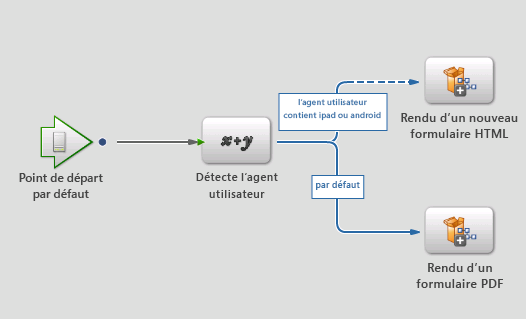 Point de départ
par défaut
x+y
Détecte l'agent
utilisateur
l'agent utilisateur
contient ipad ou android
par défaut
Rendu d'un nouveau
formulaire HTML
Rendu d'un
formulaire PDF